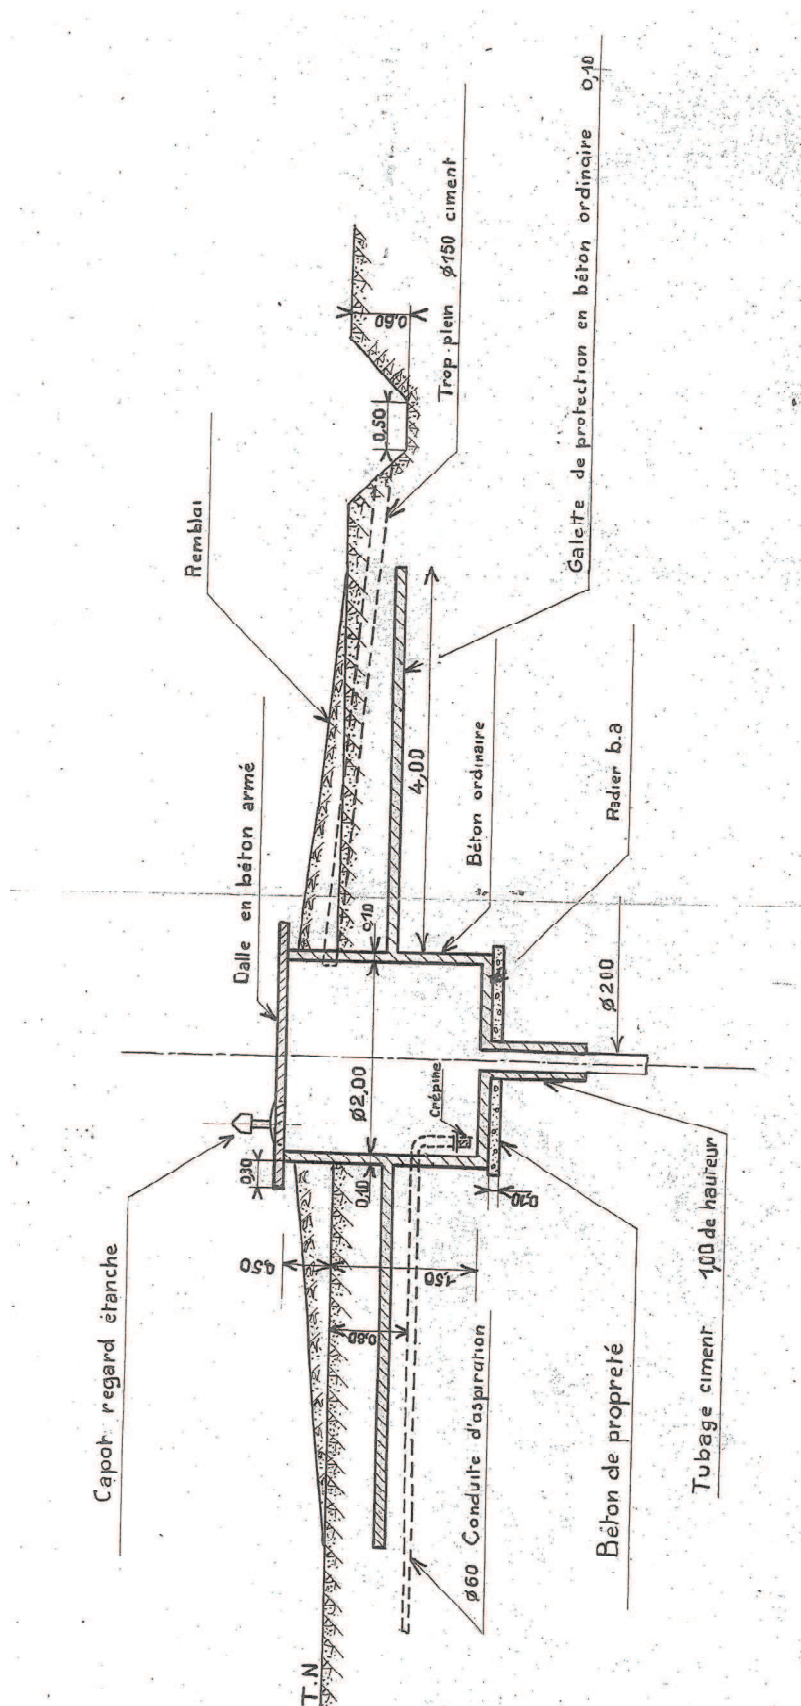 Capot regard étanche
Dalle en béton armé
Remblai
T.N
0,30
0,50
Ø2,00
0,10
0,10
0,50
0,60
0,60
1,50
Crépine
4,00
Trop-plein Ø150 ciment
Galette de protection en béton ordinaire 0,10
Béton ordinaire
Radier b.a
Ø200
0,10
Ø60 Conduite d'aspiration
Béton de propreté
Tubage ciment 1,00 de hauteur